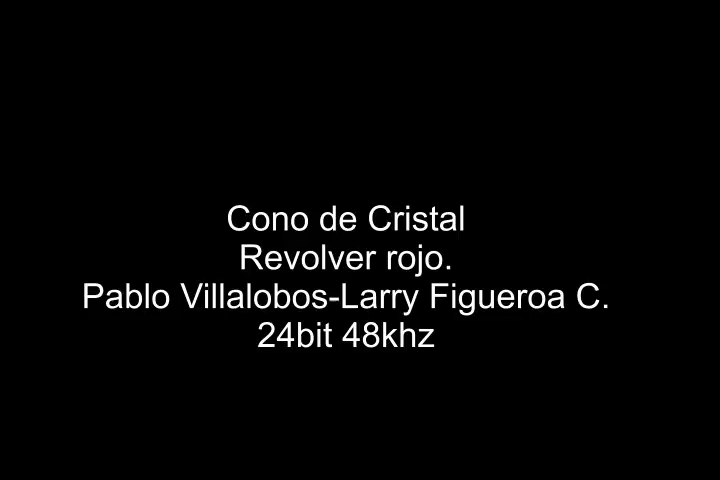 Cono de Cristal
Revolver rojo.
Pablo Villalobos-Larry Figueroa C.
24bit 48khz